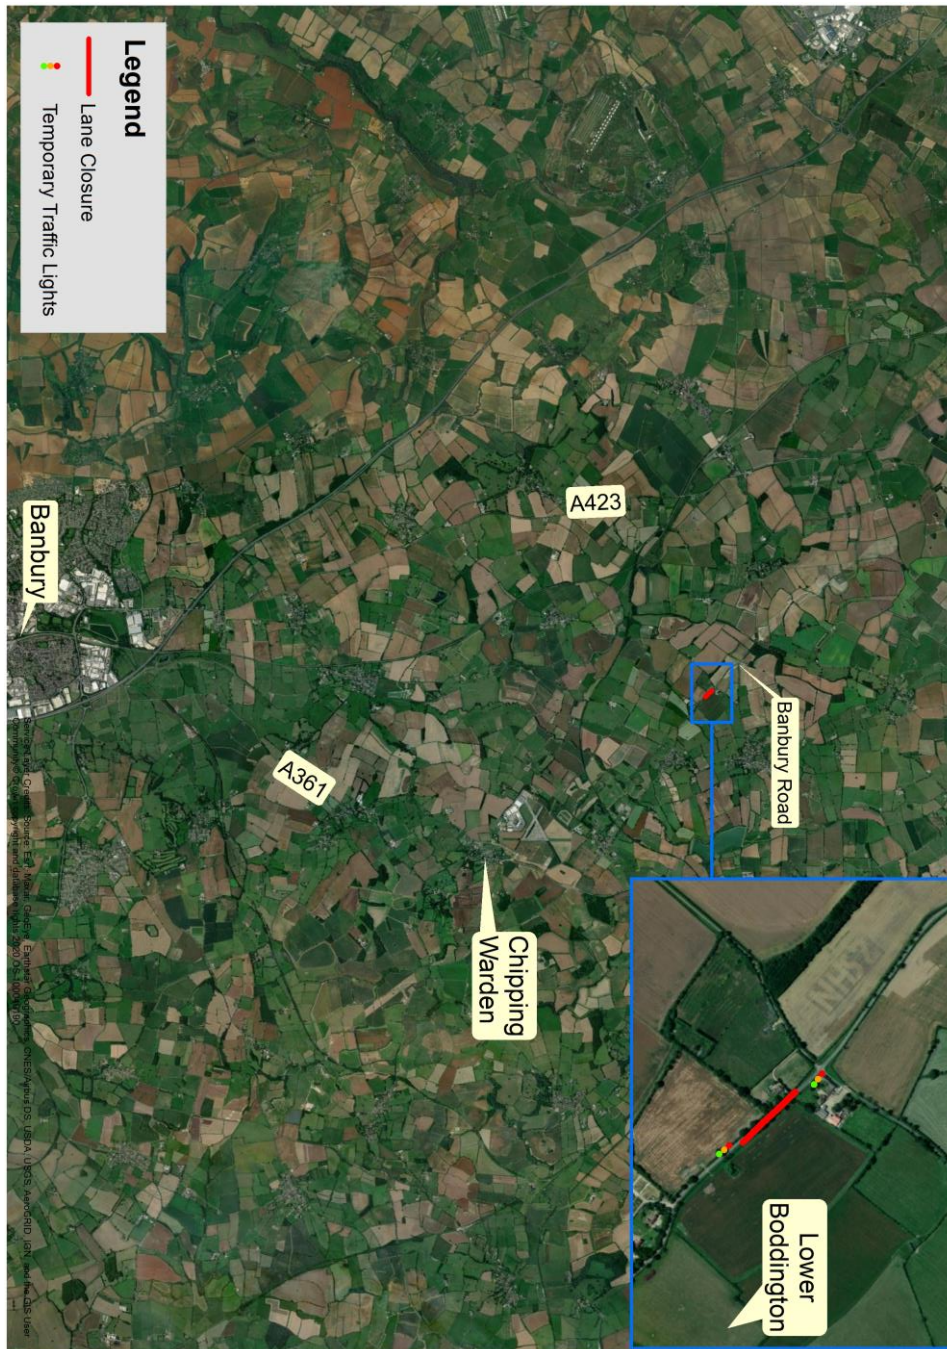 Legend
Lane Closure
Temporary Traffic Lights
Banbury Road
Lower
Boddington
A423
Chipping
Warden
A361
Banbury